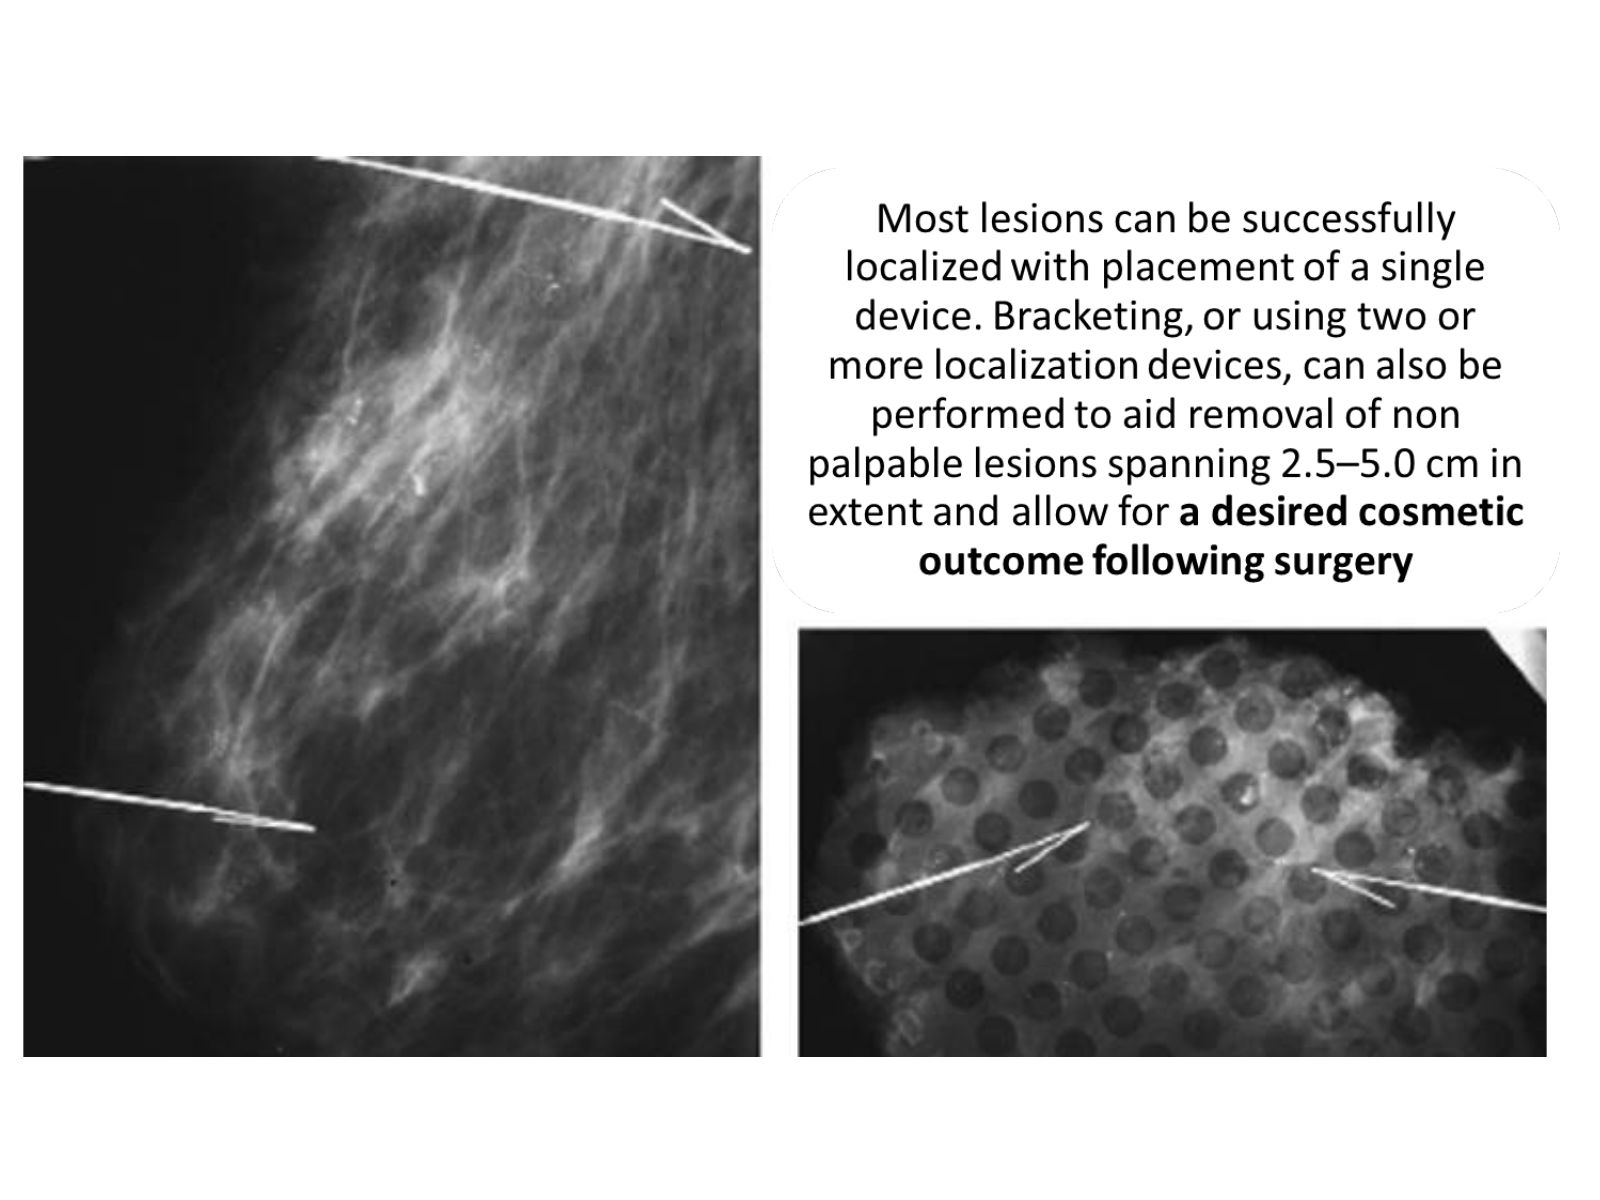 Most lesions can be successfully
localized with placement of a single
device. Bracketing, or using two or
more localization devices, can also be
performed to aid removal of non
palpable lesions spanning 2.5–5.0 cm in
extent and allow for a desired cosmetic
outcome following surgery